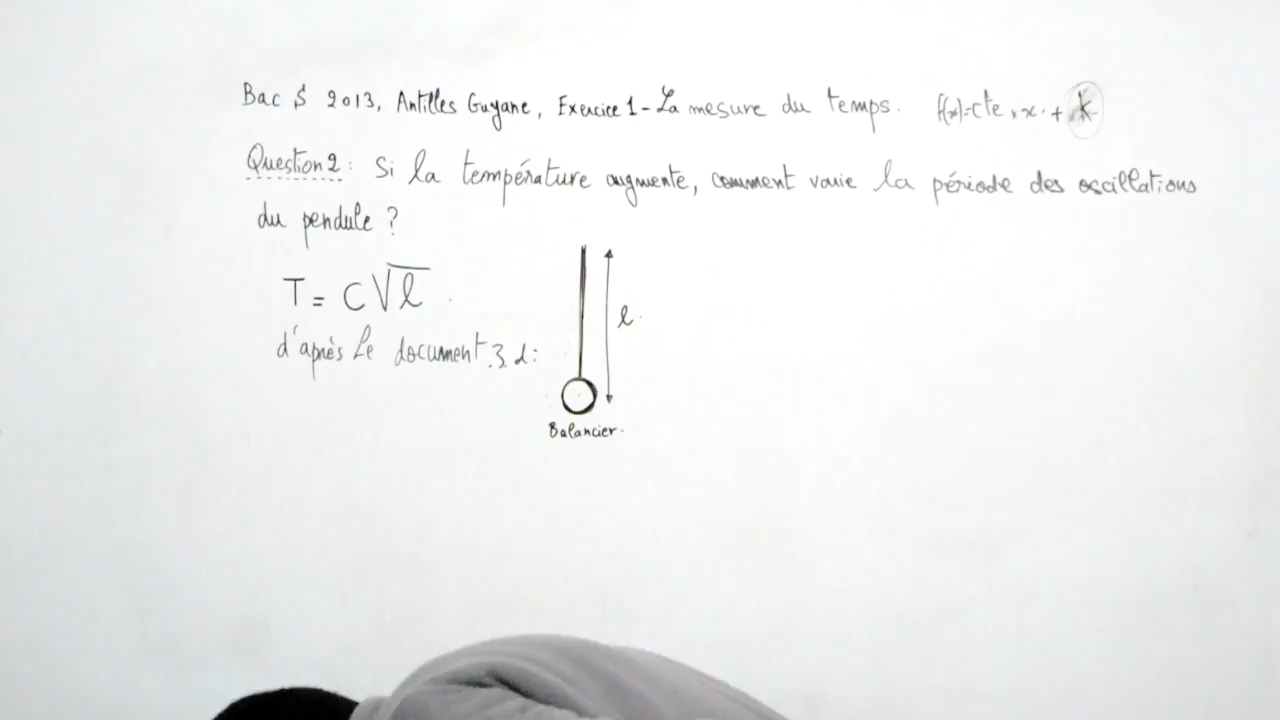 Bac S 2013, Antilles Guyane, Exercice 1 - La mesure du temps. f(x)=cte × x + k
Question 2 : Si la température augmente, comment varie la période des oscillations
du pendule ?
T = C√l
d'après le document 3.d:
l
Balancier.